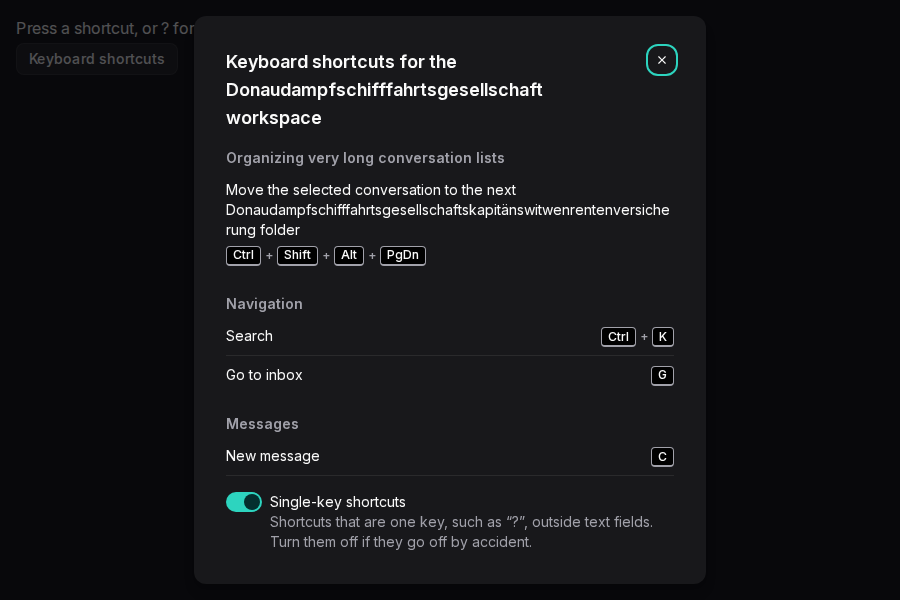 Press a shortcut, or ? for
Keyboard shortcuts
Keyboard shortcuts for the
Donaudampfschifffahrtsgesellschaft
workspace
Organizing very long conversation lists
Move the selected conversation to the next
Donaudampfschifffahrtsgesellschaftskapitänswitwenrentenversiche
rung folder
Ctrl + Shift + Alt + PgDn
Navigation
Search Ctrl + K
Go to inbox G
Messages
New message C
Single-key shortcuts
Shortcuts that are one key, such as “?”, outside text fields.
Turn them off if they go off by accident.